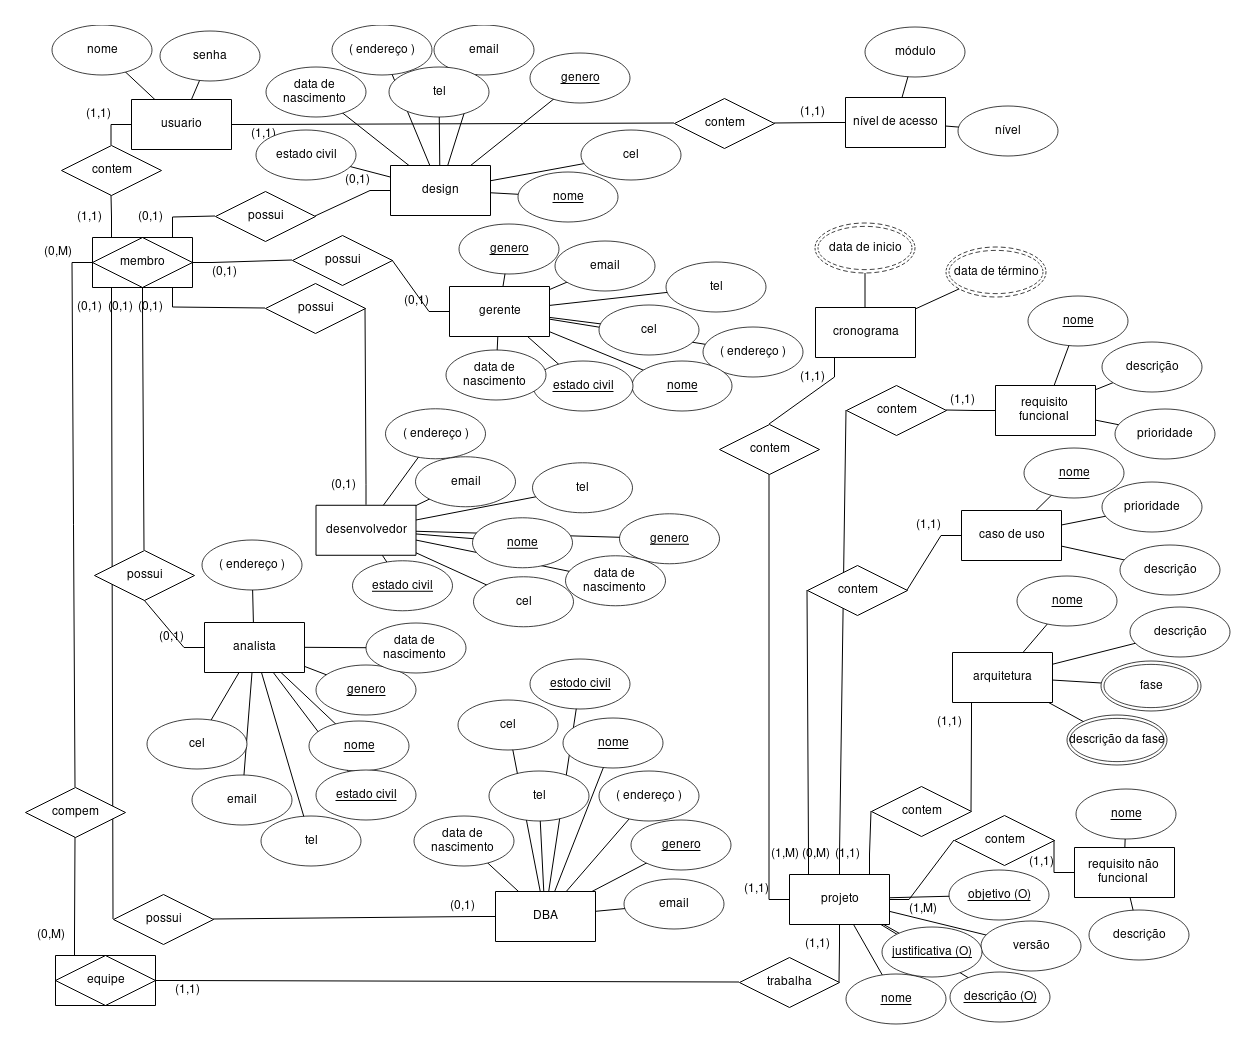 nome
senha
( endereço )
email
módulo
data de
nascimento
tel
genero
usuario
(1,1)
(1,1)
contem
(1,1)
nível de acesso
nível
estado civil
cel
contem
(0,1)
design
nome
(1,1)
(0,1)
possui
(0,M)
membro
(0,1)
possui
genero
email
tel
data de inicio
data de término
(0,1)
(0,1)
(0,1)
possui
(0,1)
gerente
cel
( endereço )
cronograma
nome
data de
nascimento
estado civil
nome
(1,1)
descrição
contem
(1,1)
requisito
funcional
prioridade
( endereço )
contem
email
tel
nome
(0,1)
desenvolvedor
nome
genero
prioridade
(1,1)
caso de uso
descrição
( endereço )
possui
estado civil
data de
nascimento
cel
contem
nome
(0,1)
analista
data de
nascimento
genero
descrição
arquitetura
fase
estodo civil
cel
nome
(1,1)
descrição da fase
cel
nome
email
estado civil
tel
tel
( endereço )
compem
contem
nome
data de
nascimento
genero
contem
(1,1)
(0,M)
(1,1)
(1,1)
requisito não
funcional
possui
(0,1)
DBA
email
(1,1)
projeto
objetivo (O)
(1,M)
descrição
(0,M)
(1,1)
justificativa (O)
versão
equipe
(1,1)
trabalha
nome
descrição (O)